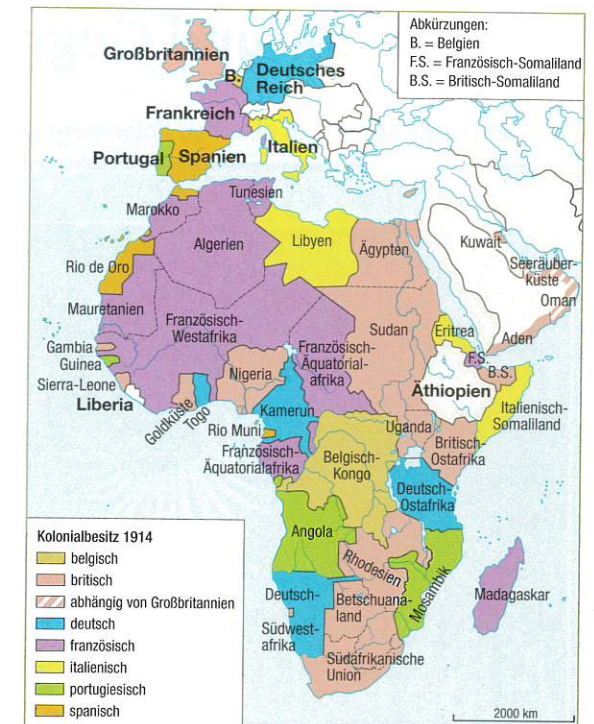 Abkürzungen:
B. = Belgien
F.S. = Französisch-Somaliland
B.S. = Britisch-Somaliland
Großbritannien
B.
Deutsches
Reich
Frankreich
Italien
Portugal
Spanien
Tunesien
Marokko
Algerien
Libyen
Ägypten
Kuwait
Seeräuber-
küste
Oman
Rio de Oro
Mauretanien
Französisch-
Westafrika
Sudan
Eritrea
Aden
Gambia
Guinea
Sierra-Leone
Liberia
Goldküste
Togo
Nigeria
Französisch-
Äquatorial-
afrika
F.S.
B.S.
Äthiopien
Italienisch-
Somaliland
Kamerun
Rio Muni
Französisch-
Äquatorialafrika
Uganda
Britisch-
Ostafrika
Belgisch-
Kongo
Deutsch-
Ostafrika
Angola
Rhodesien
Mosambik
Madagaskar
Deutsch-
Südwest-
afrika
Betschuana-
land
Südafrikanische
Union
Kolonialbesitz 1914
belgisch
britisch
abhängig von Großbritannien
deutsch
französisch
italienisch
portugiesisch
spanisch
2000 km